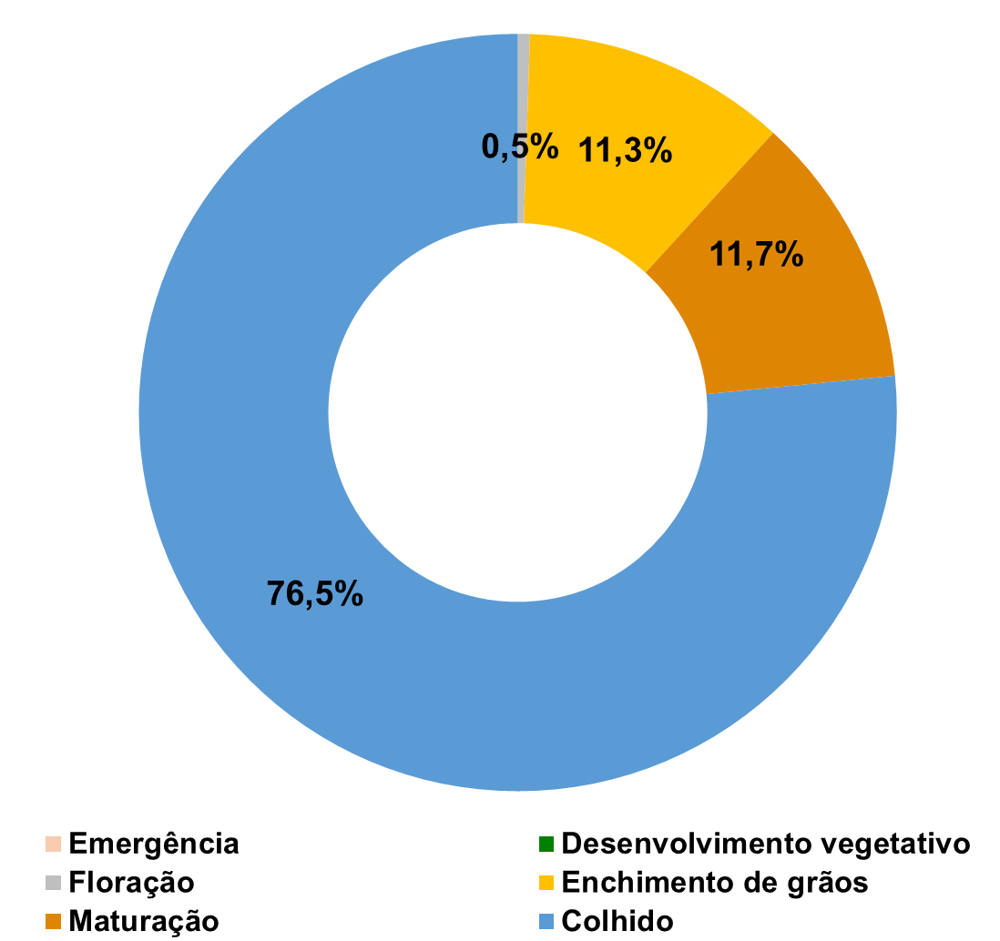 0,5%
11,3%
11,7%
76,5%
Emergência
Desenvolvimento vegetativo
Floração
Enchimento de grãos
Maturação
Colhido